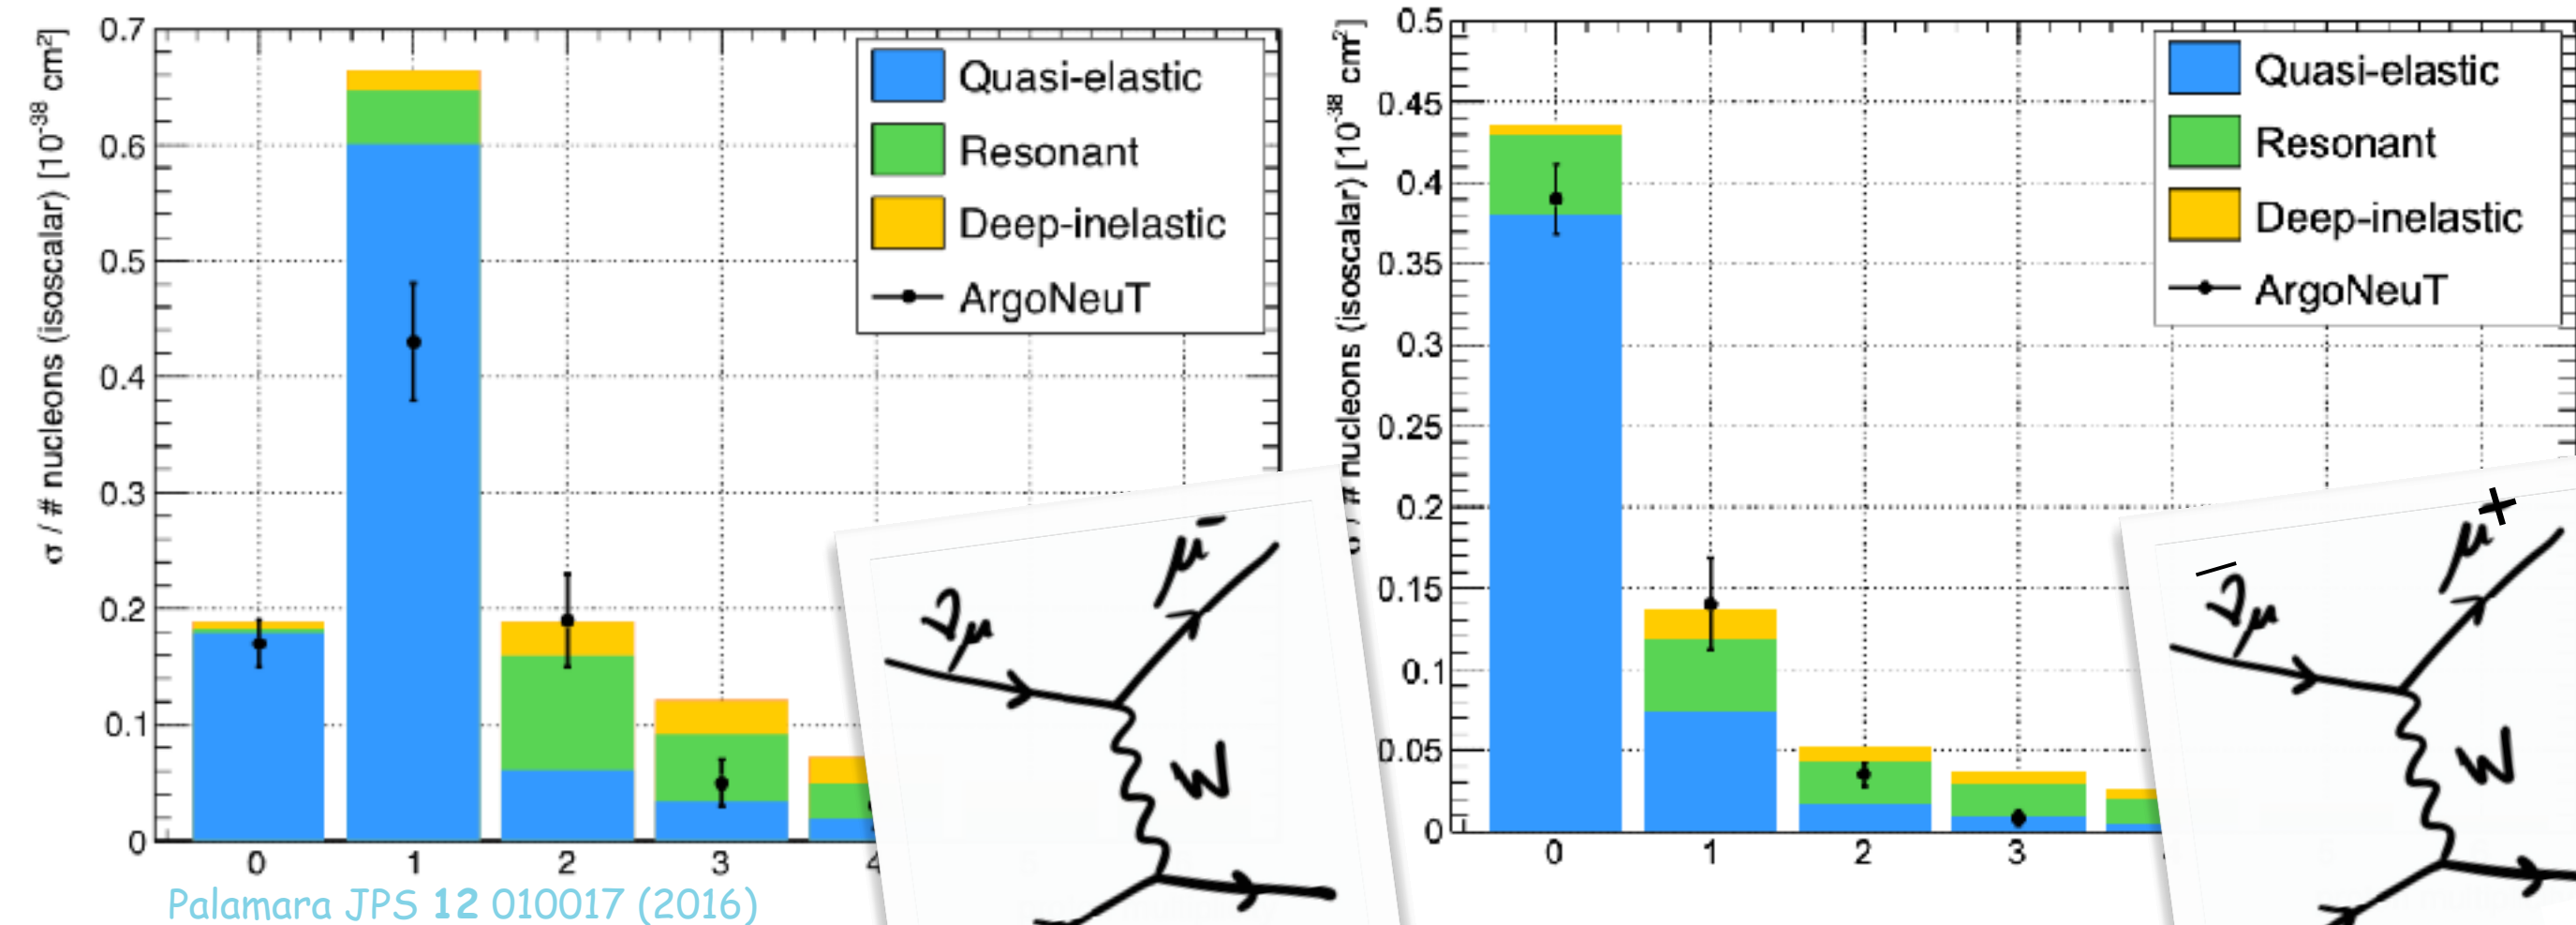 σ / # nucleons (isoscalar) [10⁻³⁸ cm²]
0.7
0.6
0.5
0.4
0.3
0.2
0.1
0
0 1 2 3
Quasi-elastic
Resonant
Deep-inelastic
ArgoNeuT
νμ
μ⁻
W
Palamara JPS 12 010017 (2016)
σ / # nucleons (isoscalar) [10⁻³⁸ cm²]
0.5
0.45
0.4
0.35
0.3
0.25
0.2
0.15
0.1
0.05
0
0 1 2 3
Quasi-elastic
Resonant
Deep-inelastic
ArgoNeuT
ν̅μ
μ⁺
W